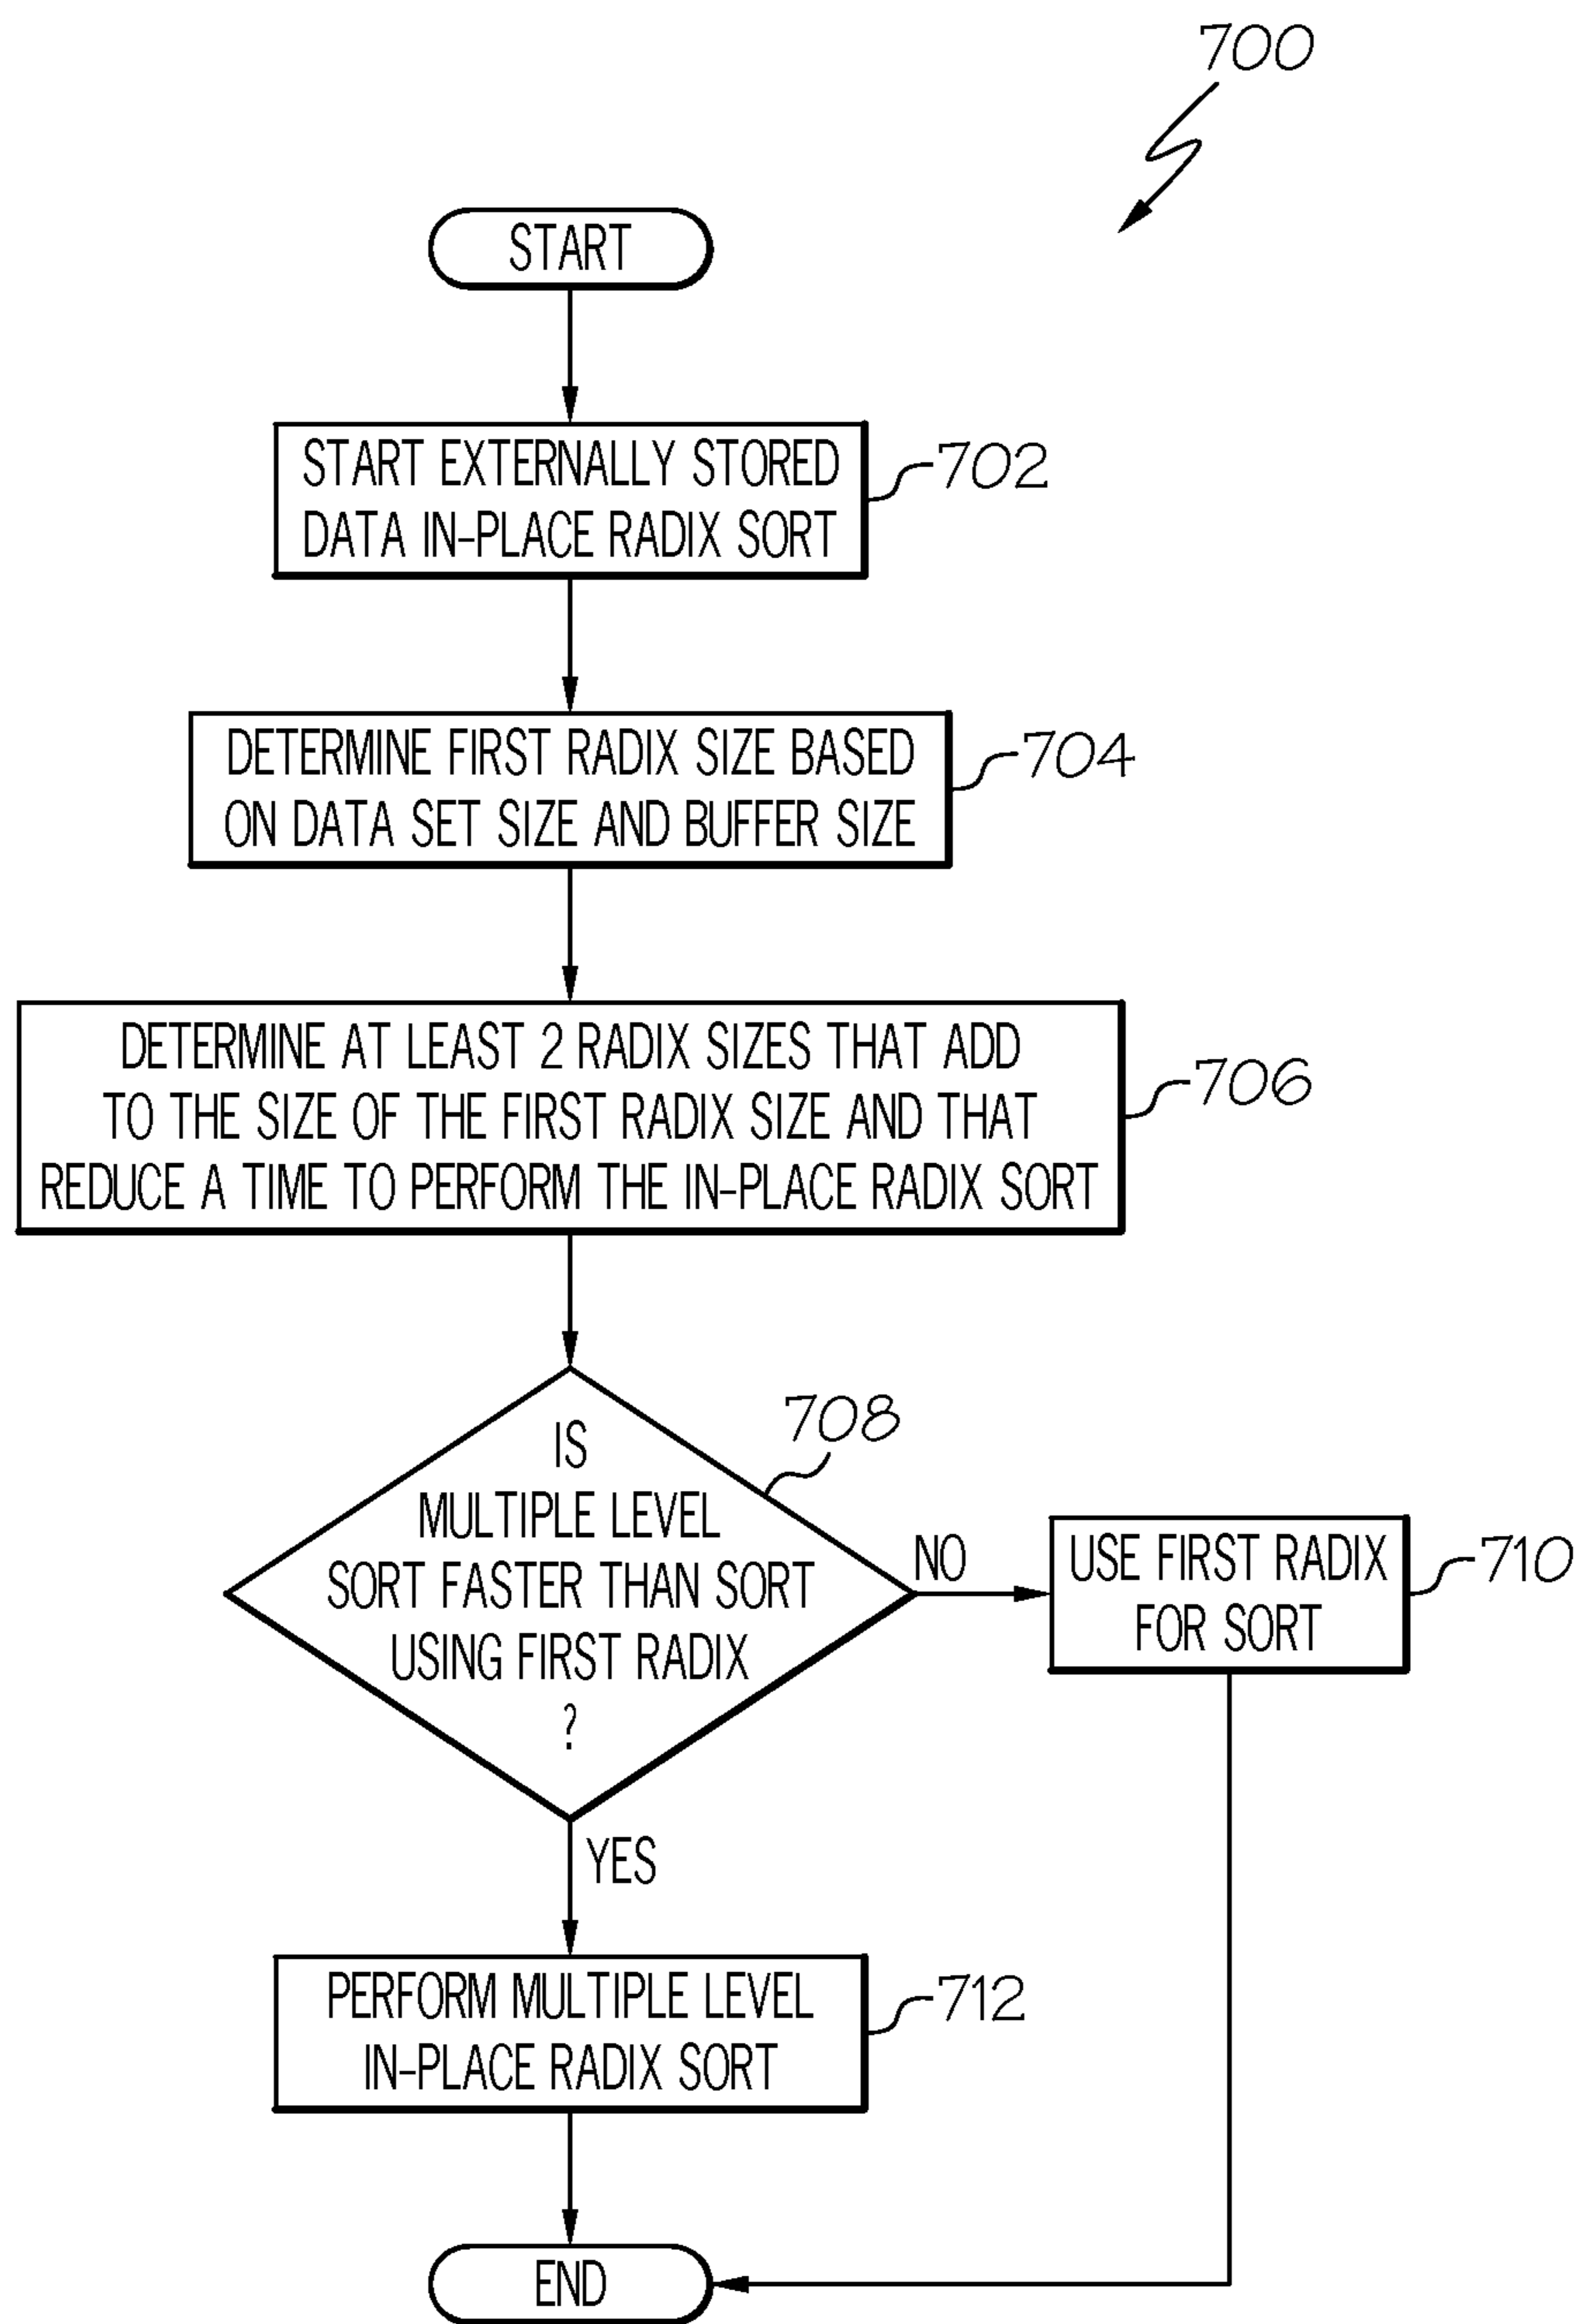 700
START
START EXTERNALLY STORED
DATA IN-PLACE RADIX SORT
702
DETERMINE FIRST RADIX SIZE BASED
ON DATA SET SIZE AND BUFFER SIZE
704
DETERMINE AT LEAST 2 RADIX SIZES THAT ADD
TO THE SIZE OF THE FIRST RADIX SIZE AND THAT
REDUCE A TIME TO PERFORM THE IN-PLACE RADIX SORT
706
708
IS
MULTIPLE LEVEL
SORT FASTER THAN SORT
USING FIRST RADIX
?
NO
USE FIRST RADIX
FOR SORT
710
YES
PERFORM MULTIPLE LEVEL
IN-PLACE RADIX SORT
712
END